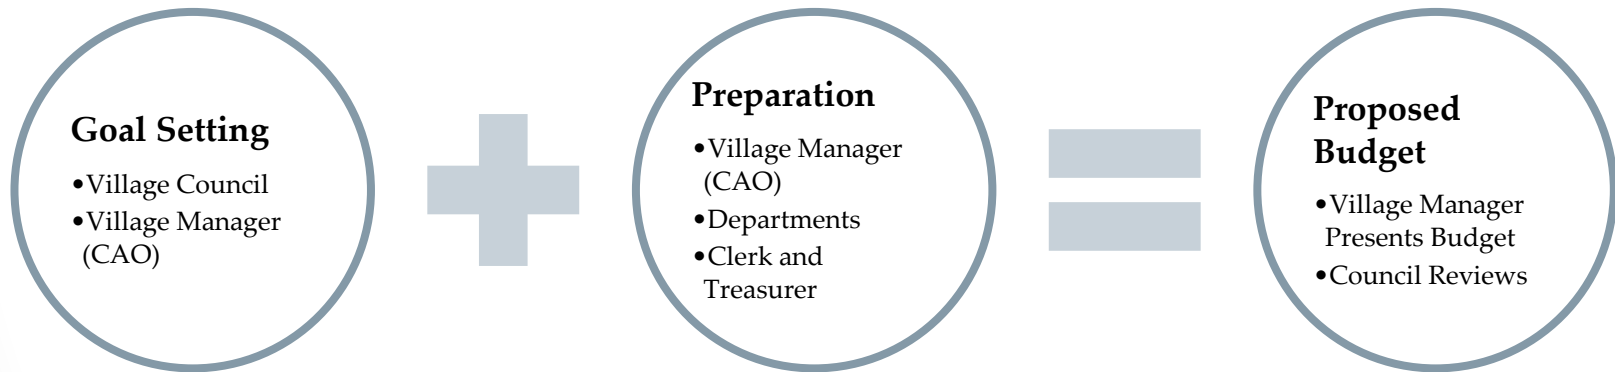 Goal Setting
•Village Council
•Village Manager
(CAO)
Preparation
•Village Manager
(CAO)
•Departments
•Clerk and
Treasurer
Proposed
Budget
•Village Manager
Presents Budget
•Council Reviews